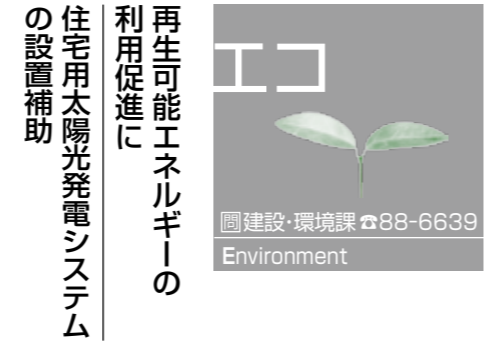 エコ
問建設・環境課☎88-6639
Environment
再生可能エネルギーの
利用促進に
住宅用太陽光発電システム
の設置補助